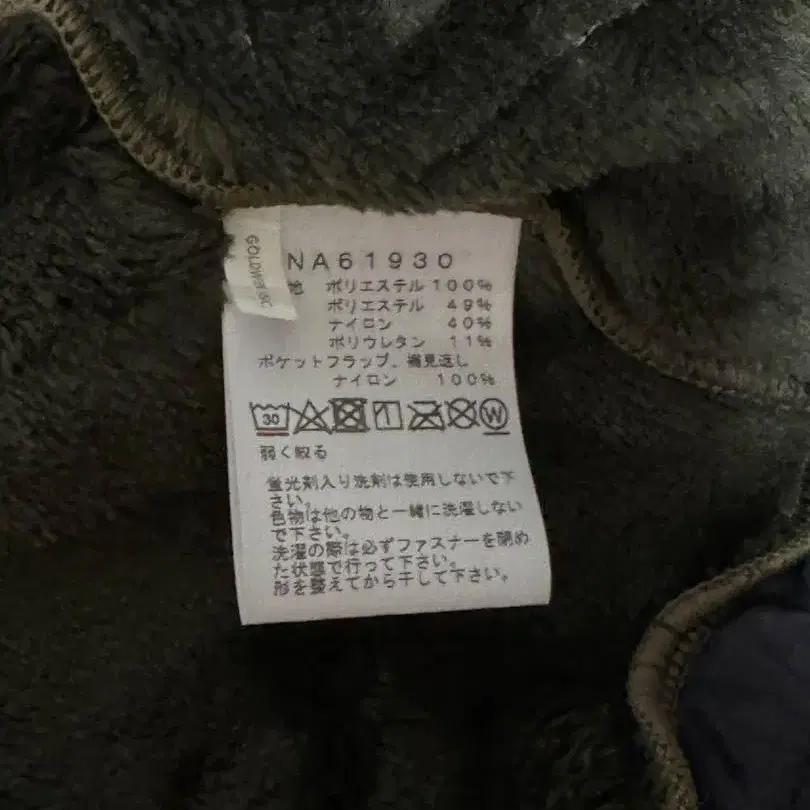 NA61930
地 ポリエステル 100%
ポリエステル 49%
ナイロン 40%
ポリウレタン 11%
ポケットフラップ、裾見返し
ナイロン 100%
30
W
弱く絞る
蛍光剤入り洗剤は使用しないで下
さい。
色物は他の物と一緒に洗濯しない
で下さい。
洗濯の際は必ずファスナーを閉め
た状態で行って下さい。
形を整えてから干して下さい。